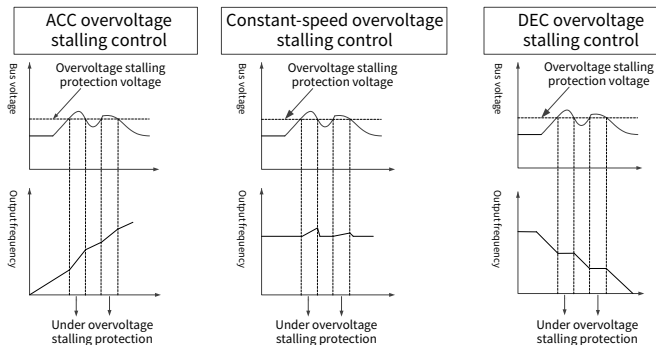 ACC overvoltage
stalling control
Bus voltage
Overvoltage stalling
protection voltage
Output frequency
Under overvoltage
stalling protection
Constant-speed overvoltage
stalling control
Bus voltage
Overvoltage stalling
protection voltage
Output frequency
Under overvoltage
stalling protection
DEC overvoltage
stalling control
Bus voltage
Overvoltage stalling
protection voltage
Output frequency
Under overvoltage
stalling protection